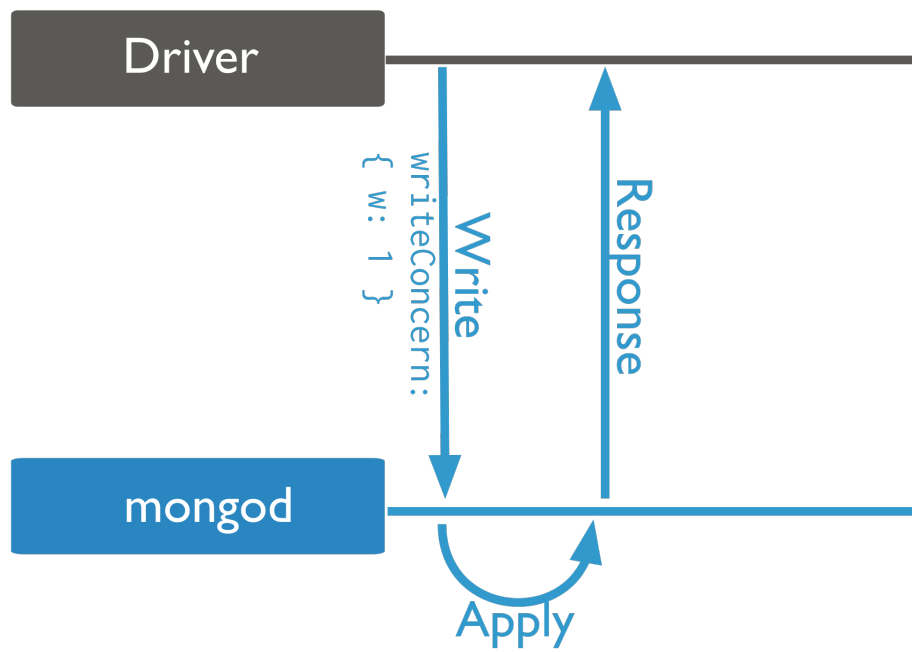 Driver
writeConcern:
{ w: 1 }
Write
Response
mongod
Apply